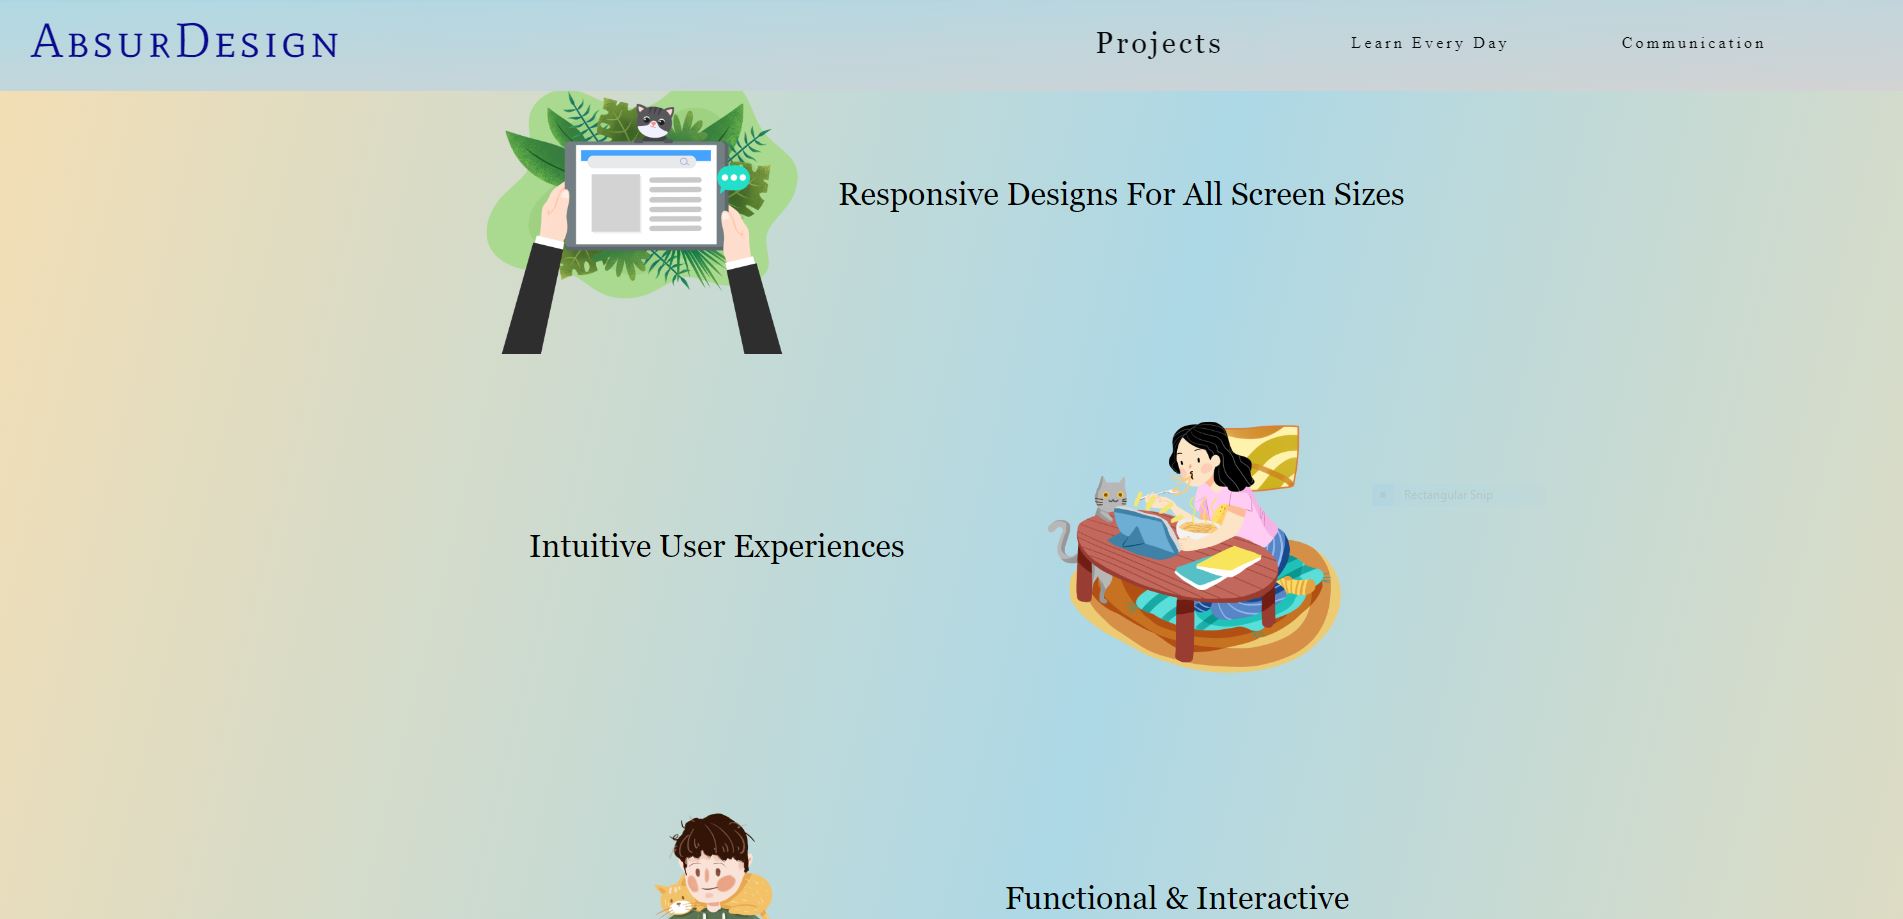 AbsurDesign
Projects
Learn Every Day
Communication
Responsive Designs For All Screen Sizes
Intuitive User Experiences
Rectangular Snip
Functional & Interactive